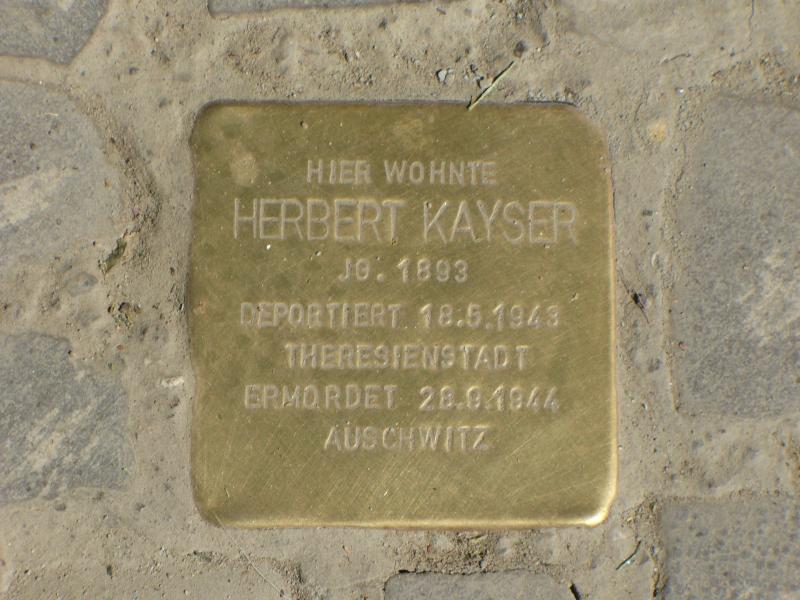 HIER WOHNTE
HERBERT KAYSER
JG. 1893
DEPORTIERT 18.5.1943
THERESIENSTADT
ERMORDET 28.9.1944
AUSCHWITZ